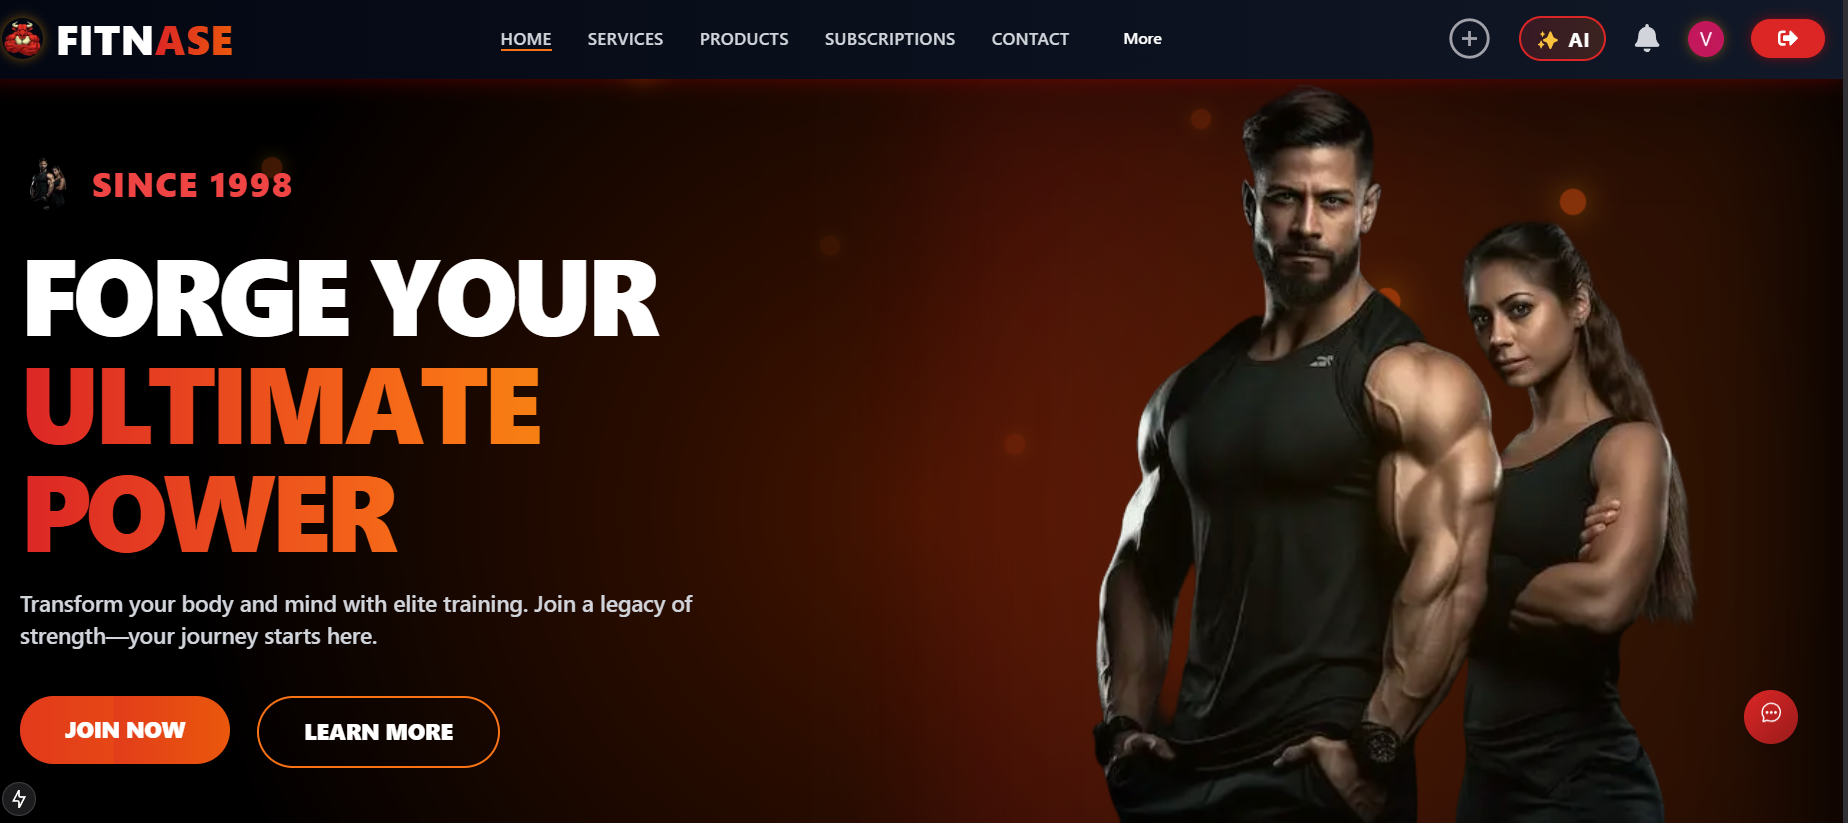 FITNASE
HOME SERVICES PRODUCTS SUBSCRIPTIONS CONTACT More
AI
V
SINCE 1998
FORGE YOUR
ULTIMATE
POWER
Transform your body and mind with elite training. Join a legacy of
strength—your journey starts here.
JOIN NOW
LEARN MORE